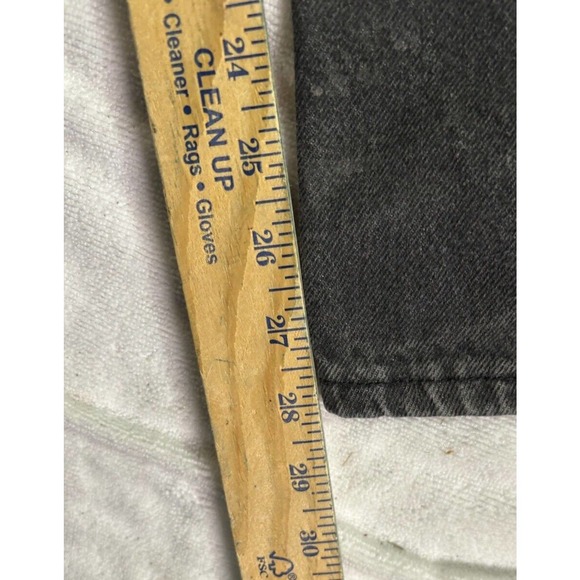 CLEAN UP
• Cleaner • Rags • Gloves
24
25
26
27
28
29
30
FSC
®